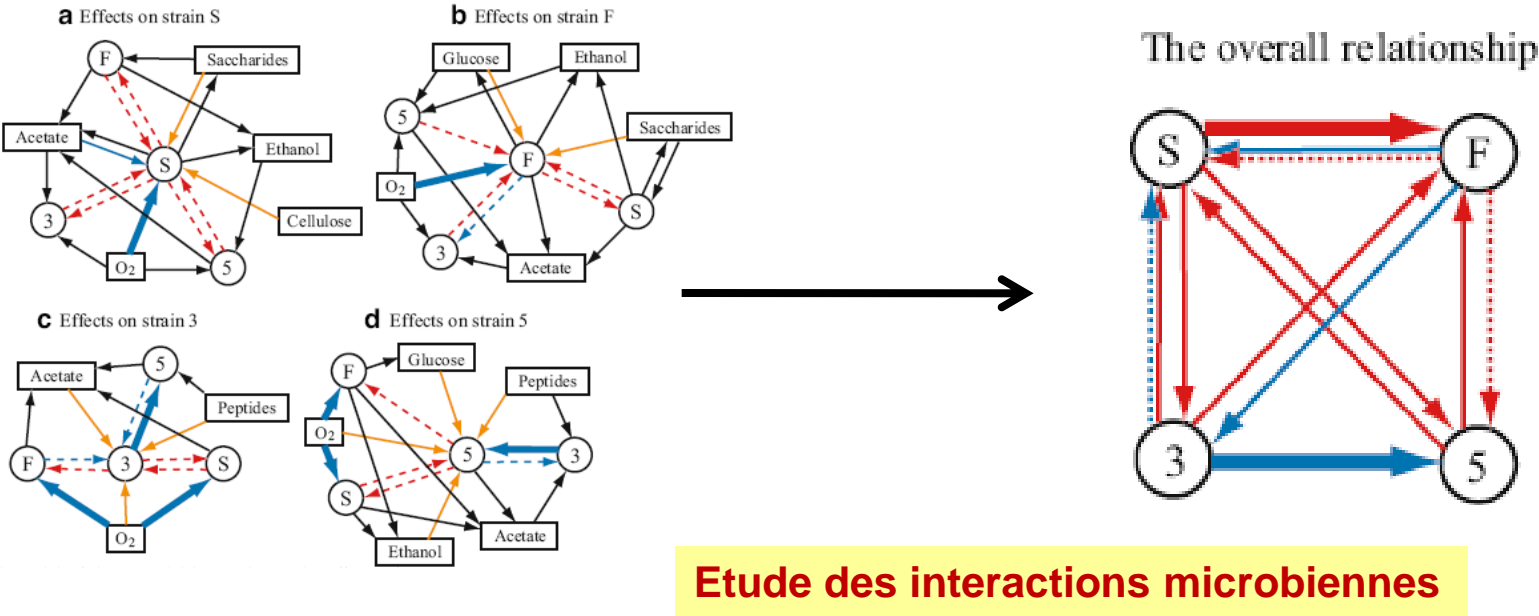 a Effects on strain S
F
Saccharides
Acetate
S
Ethanol
3
Cellulose
O2
5
b Effects on strain F
Glucose
Ethanol
5
Saccharides
F
O2
S
3
Acetate
c Effects on strain 3
5
Acetate
Peptides
F
3
S
O2
d Effects on strain 5
Glucose
F
Peptides
O2
5
3
S
Acetate
Ethanol
The overall relationship
S
F
3
5
Etude des interactions microbiennes